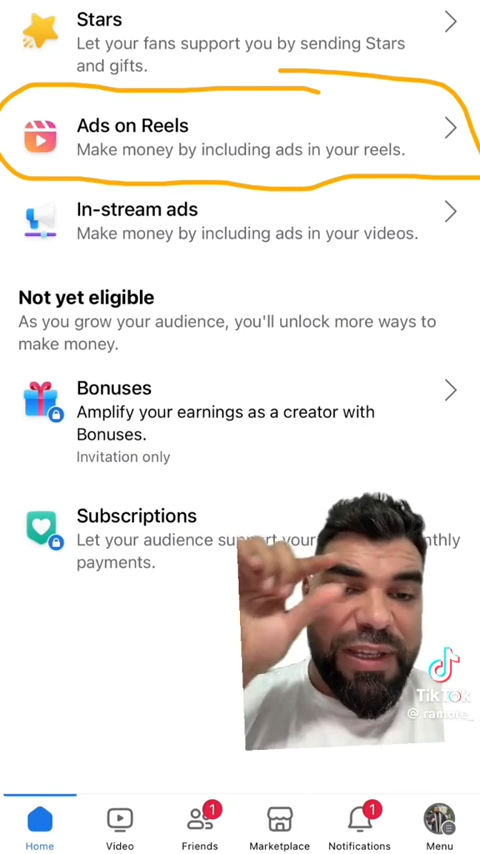 Stars
Let your fans support you by sending Stars
and gifts.
Ads on Reels
Make money by including ads in your reels.
In-stream ads
Make money by including ads in your videos.
Not yet eligible
As you grow your audience, you'll unlock more ways to
make money.
Bonuses
Amplify your earnings as a creator with
Bonuses.
Invitation only
Subscriptions
Let your audience support your
payments.
TikTok
1
1
Home
Video
Friends
Marketplace
Notifications
Menu